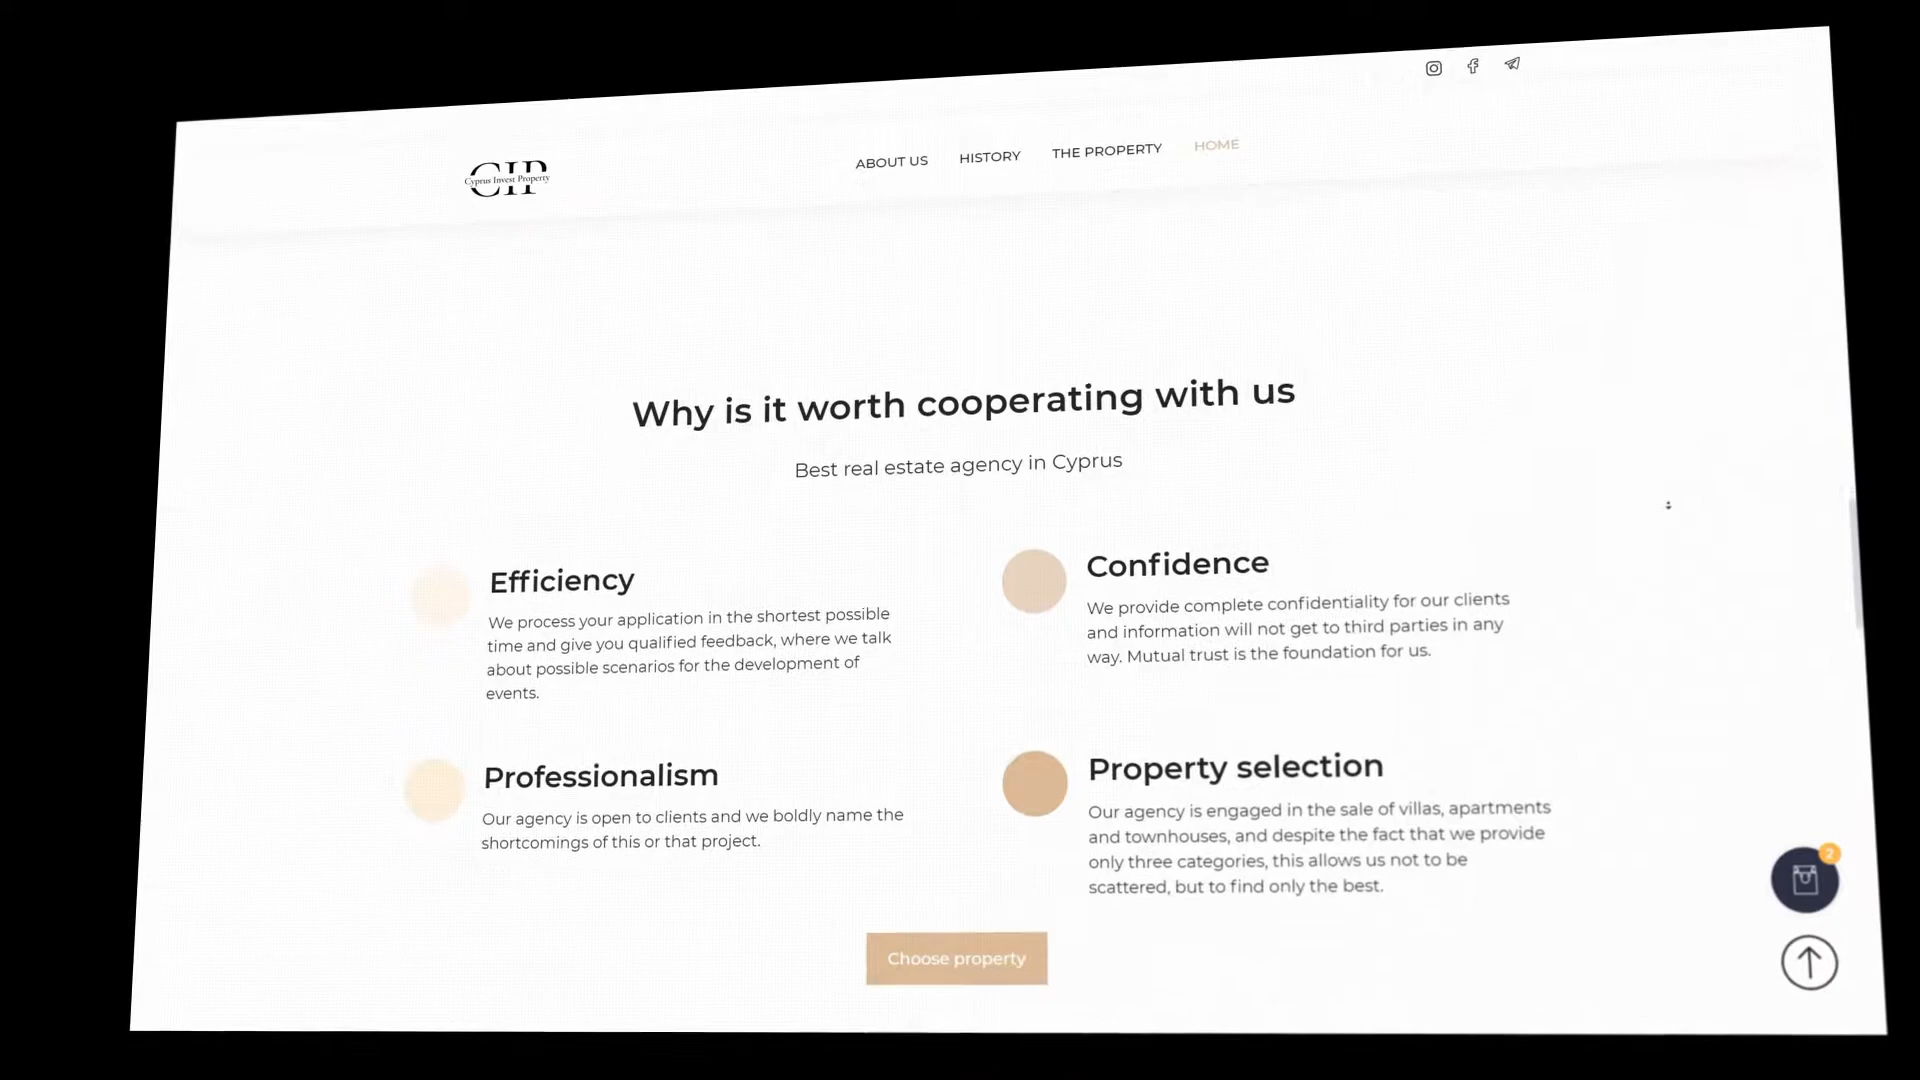 CIP
Cyprus Invest Property
ABOUT US
HISTORY
THE PROPERTY
HOME
Why is it worth cooperating with us
Best real estate agency in Cyprus
Efficiency
We process your application in the shortest possible
time and give you qualified feedback, where we talk
about possible scenarios for the development of
events.
Confidence
We provide complete confidentiality for our clients
and information will not get to third parties in any
way. Mutual trust is the foundation for us.
Professionalism
Our agency is open to clients and we boldly name the
shortcomings of this or that project.
Property selection
Our agency is engaged in the sale of villas, apartments
and townhouses, and despite the fact that we provide
only three categories, this allows us not to be
scattered, but to find only the best.
2
Choose property